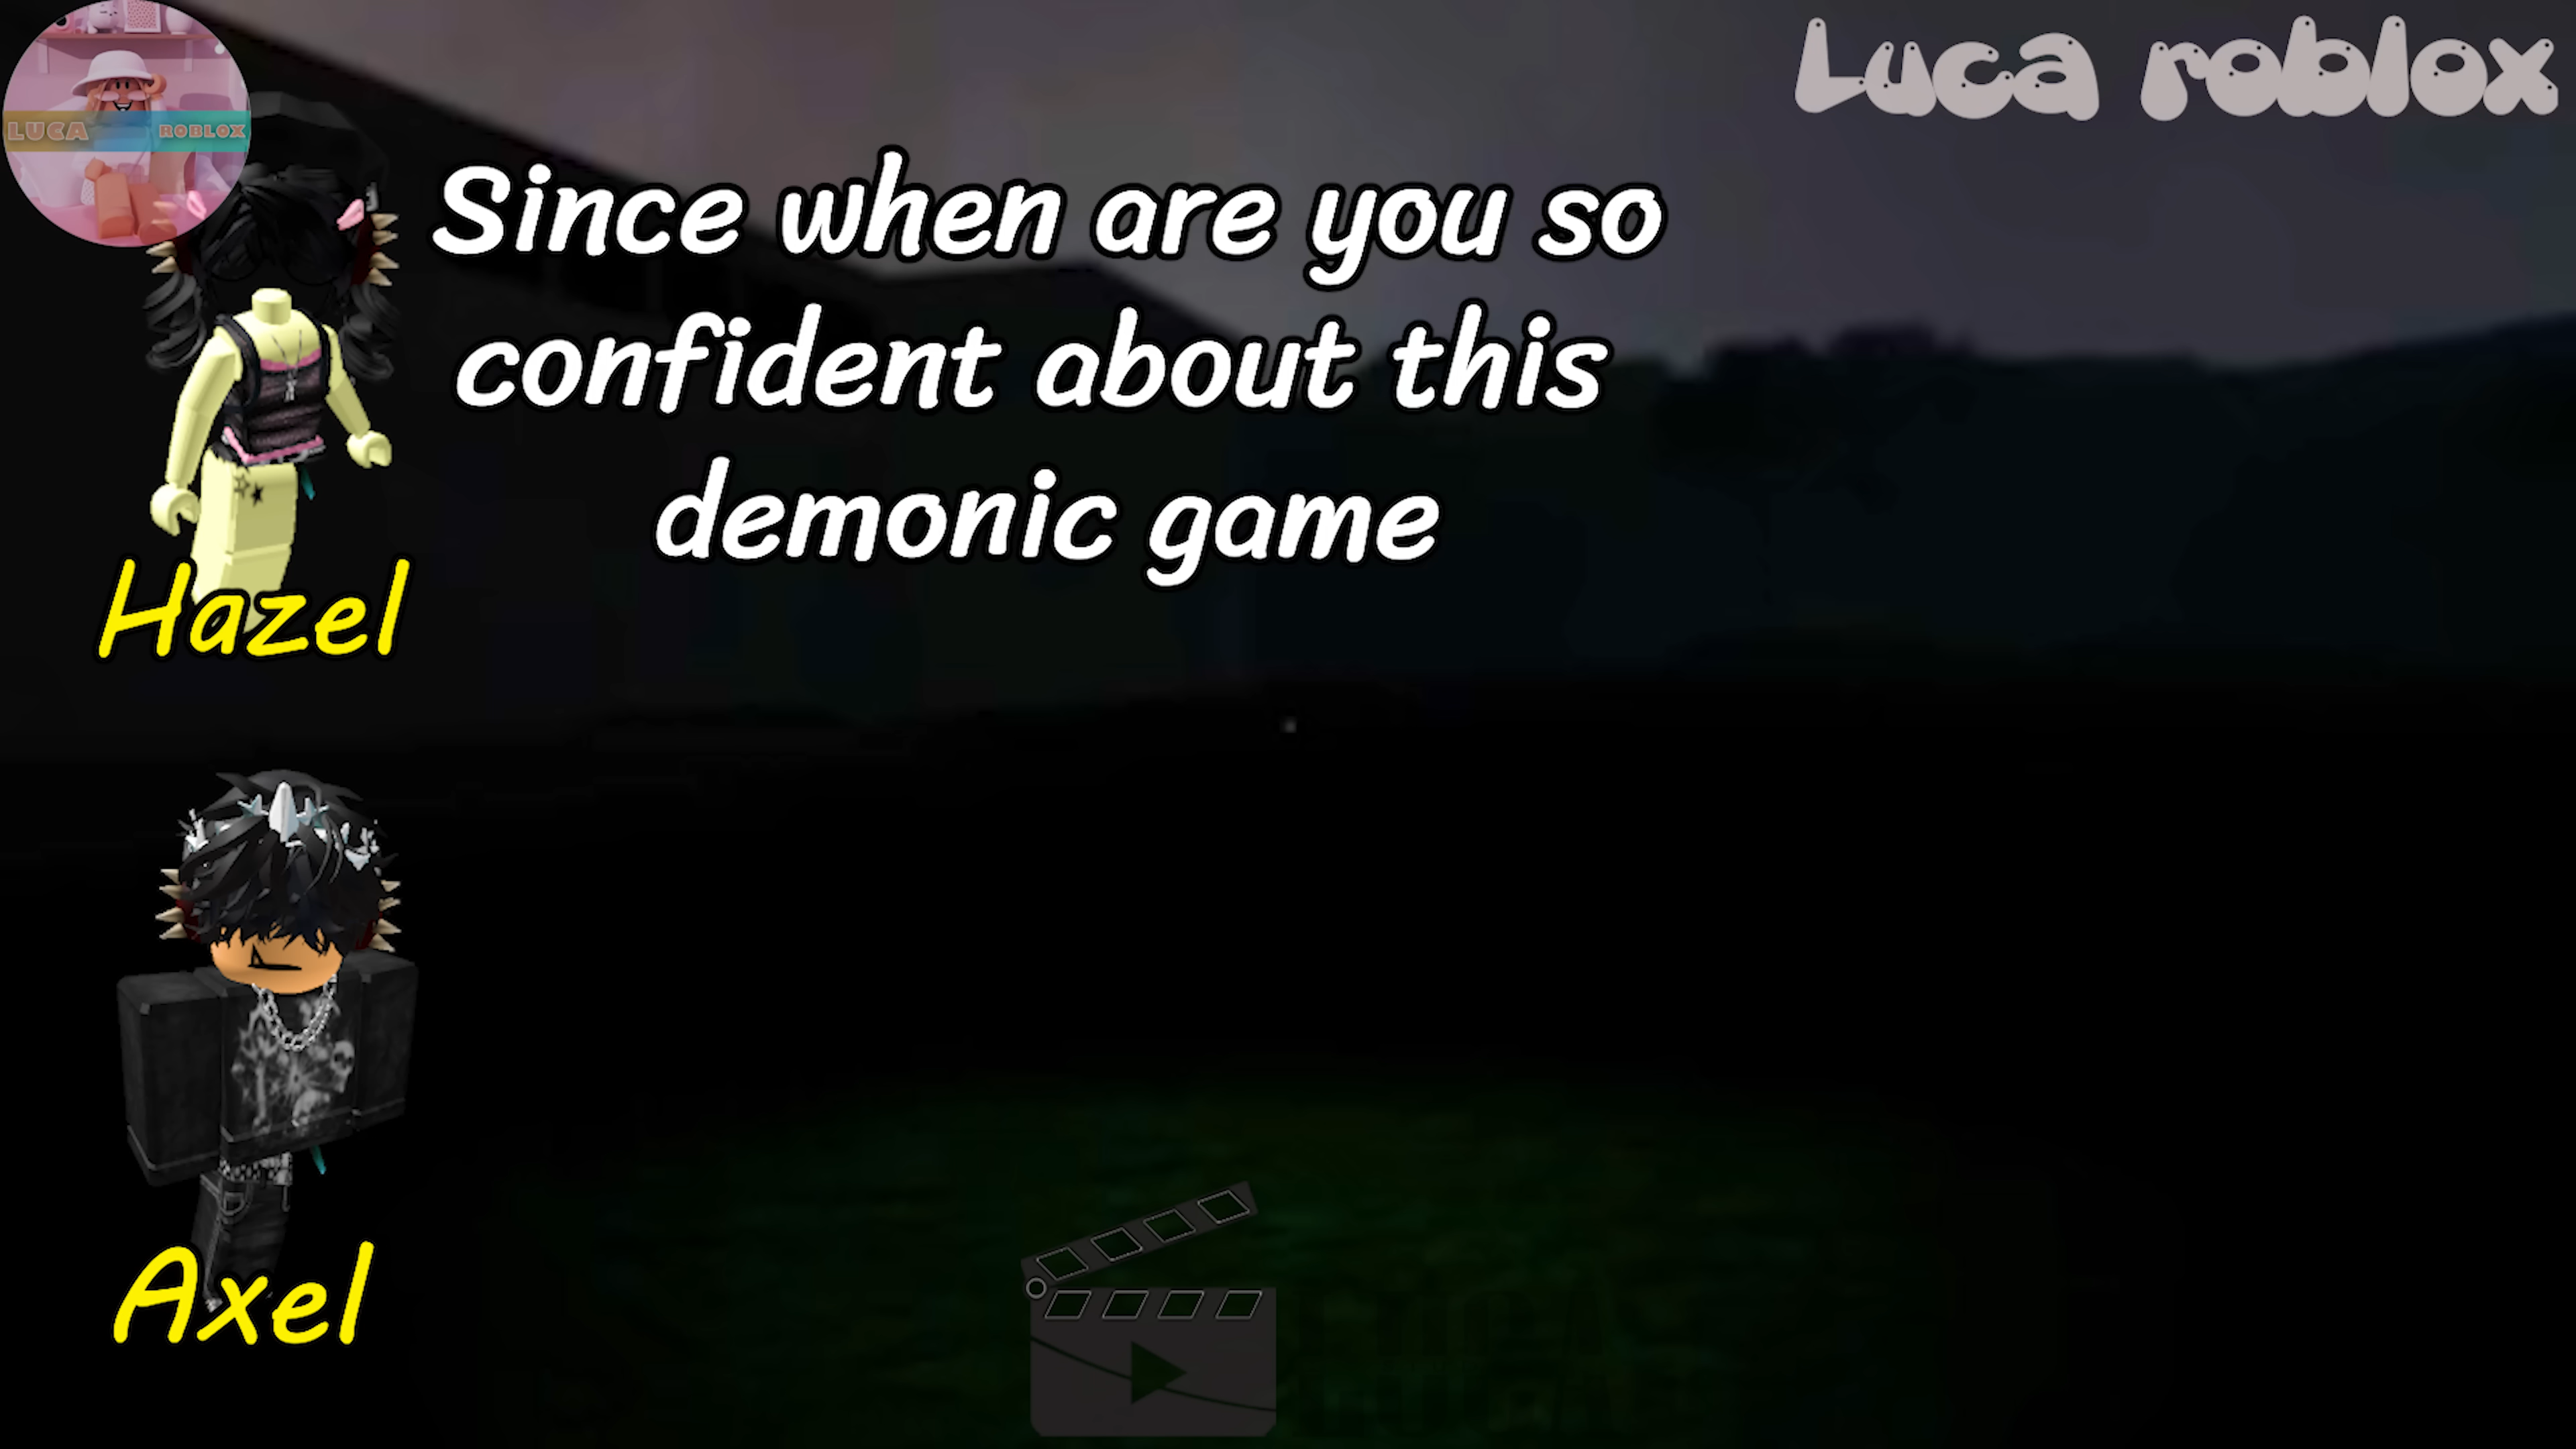 LUCA ROBLOX
Luca roblox
Since when are you so
confident about this
demonic game
Hazel
Axel